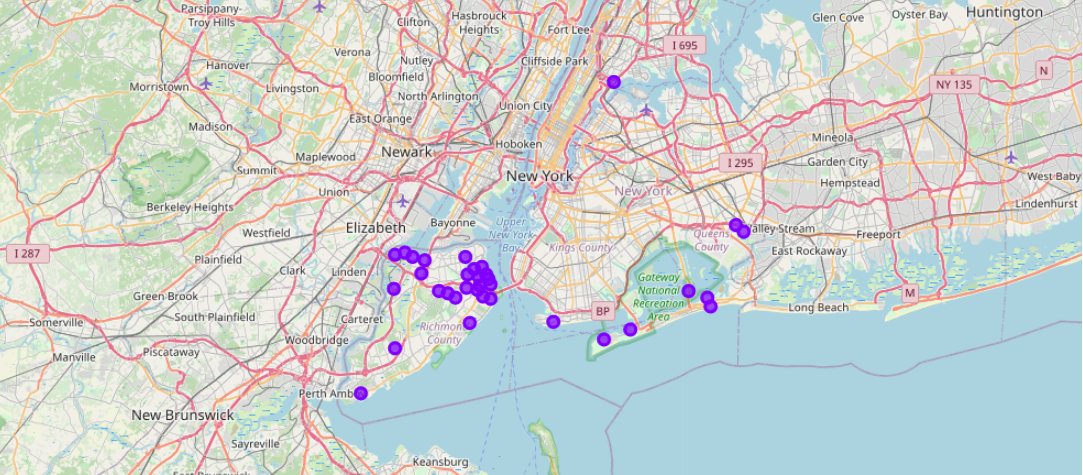 Parsippany-
Troy Hills
Clifton
Hasbrouck
Heights
Fort Lee
I 695
Glen Cove
Oyster Bay
Huntington
Verona
Nutley
Cliffside Park
Hanover
Bloomfield
N
Morristown
Livingston
North Arlington
NY 135
Union City
East Orange
Madison
Hoboken
Mineola
Maplewood
Newark
I 295
Garden City
Summit
New York
West Baby
Union
New York
Hempstead
Berkeley Heights
Lindenhurst
Elizabeth
Bayonne
Upper
New York
Bay
Westfield
Kings County
Queens
County
Valley Stream
Freeport
I 287
East Rockaway
Clark
Linden
Gateway
National
Recreation
Area
Green Brook
M
Long Beach
South Plainfield
Carteret
BP
Somerville
Richmond
County
Woodbridge
Piscataway
Manville
Perth Amb
New Brunswick
Sayreville
Keansburg
East Brunswick